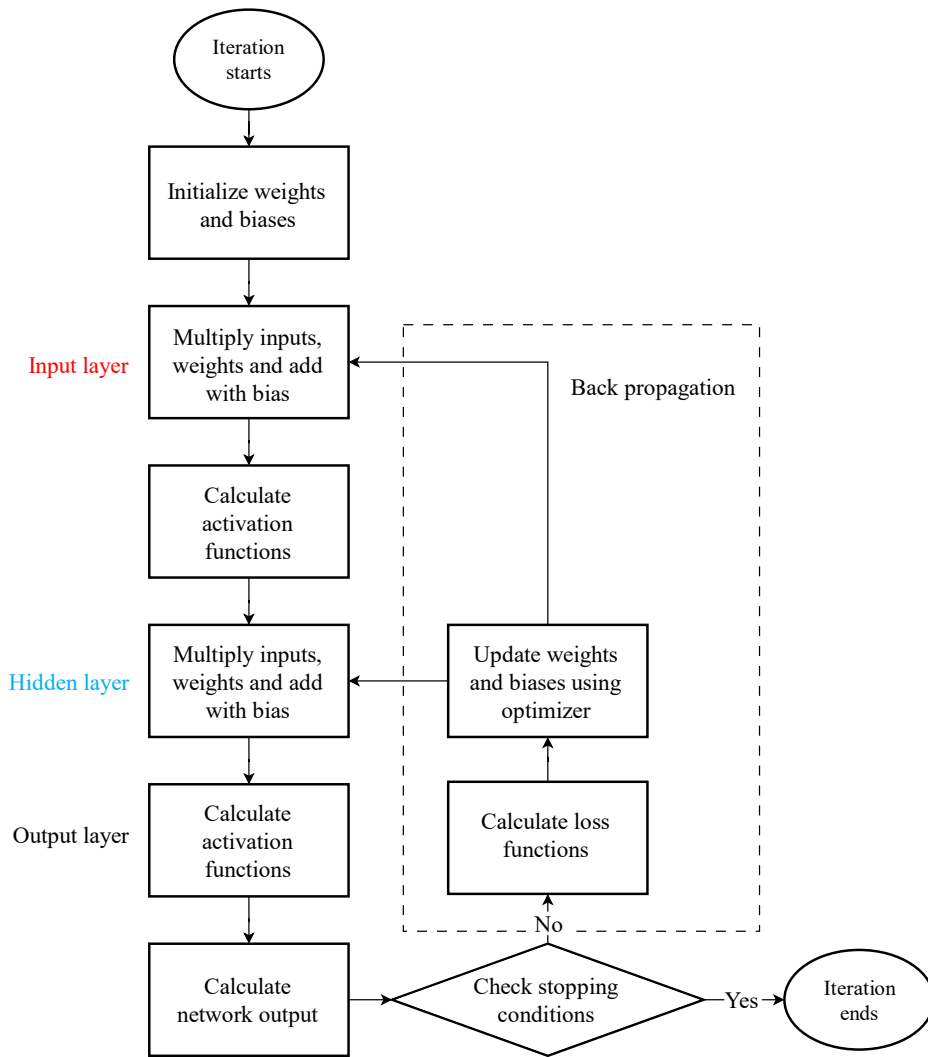 Iteration
starts
Initialize weights
and biases
Input layer
Multiply inputs,
weights and add
with bias
Back propagation
Calculate
activation
functions
Hidden layer
Multiply inputs,
weights and add
with bias
Update weights
and biases using
optimizer
Output layer
Calculate
activation
functions
Calculate loss
functions
No
Calculate
network output
Check stopping
conditions
Yes
Iteration
ends